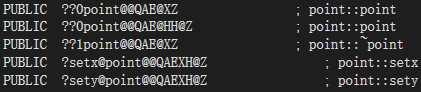 PUBLIC ??0point@@QAE@XZ ; point::point
PUBLIC ??0point@@QAE@HH@Z ; point::point
PUBLIC ??1point@@QAE@XZ ; point::~point
PUBLIC ?setx@point@@QAEXH@Z ; point::setx
PUBLIC ?sety@point@@QAEXH@Z ; point::sety